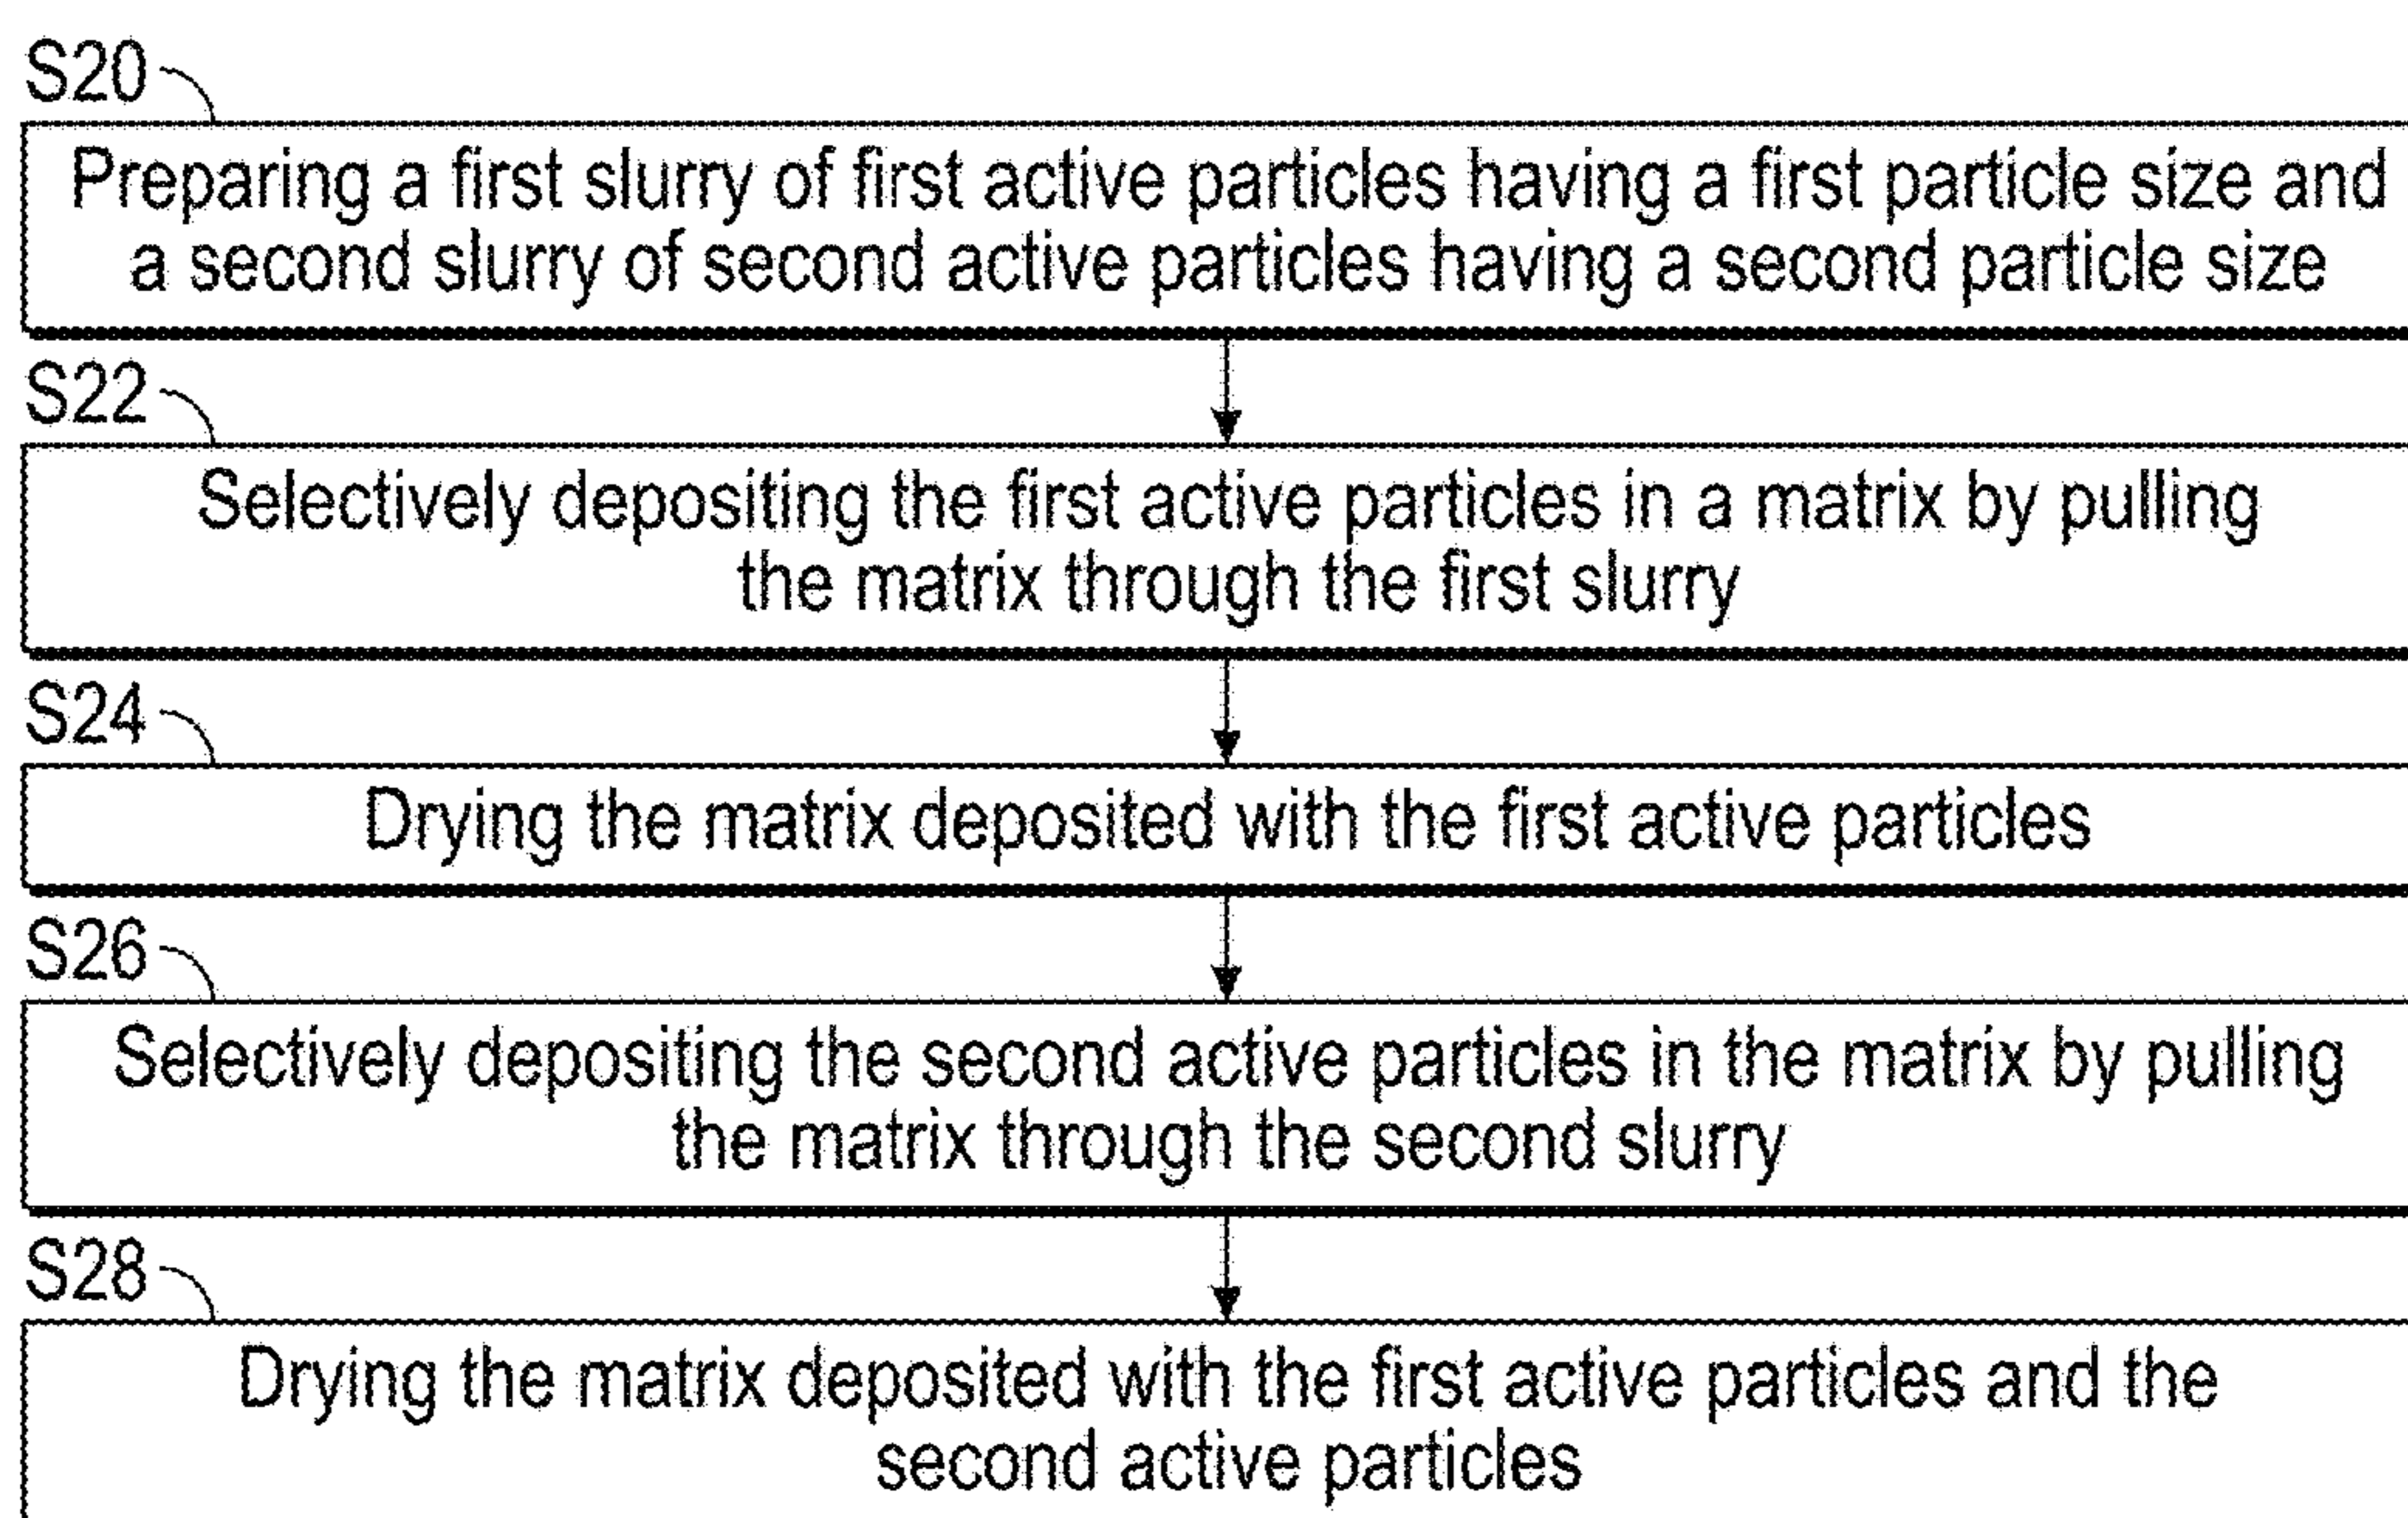 S20
Preparing a first slurry of first active particles having a first particle size and
a second slurry of second active particles having a second particle size
S22
Selectively depositing the first active particles in a matrix by pulling
the matrix through the first slurry
S24
Drying the matrix deposited with the first active particles
S26
Selectively depositing the second active particles in the matrix by pulling
the matrix through the second slurry
S28
Drying the matrix deposited with the first active particles and the
second active particles